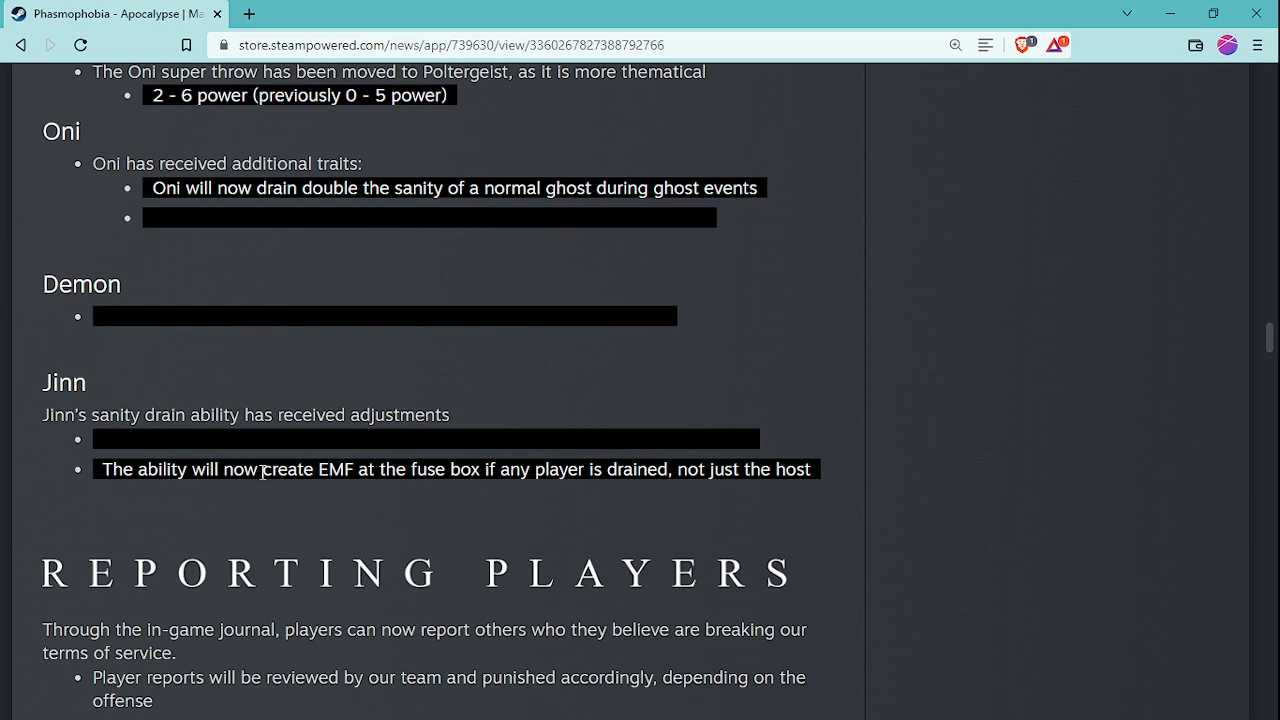 Phasmophobia - Apocalypse | Ma
store.steampowered.com/news/app/739630/view/3360267827388792766
1
1
The Oni super throw has been moved to Poltergeist, as it is more thematical
2 - 6 power (previously 0 - 5 power)
Oni
Oni has received additional traits:
Oni will now drain double the sanity of a normal ghost during ghost events
Demon
Jinn
Jinn's sanity drain ability has received adjustments
The ability will now create EMF at the fuse box if any player is drained, not just the host
REPORTING PLAYERS
Through the in-game journal, players can now report others who they believe are breaking our
terms of service.
Player reports will be reviewed by our team and punished accordingly, depending on the
offense